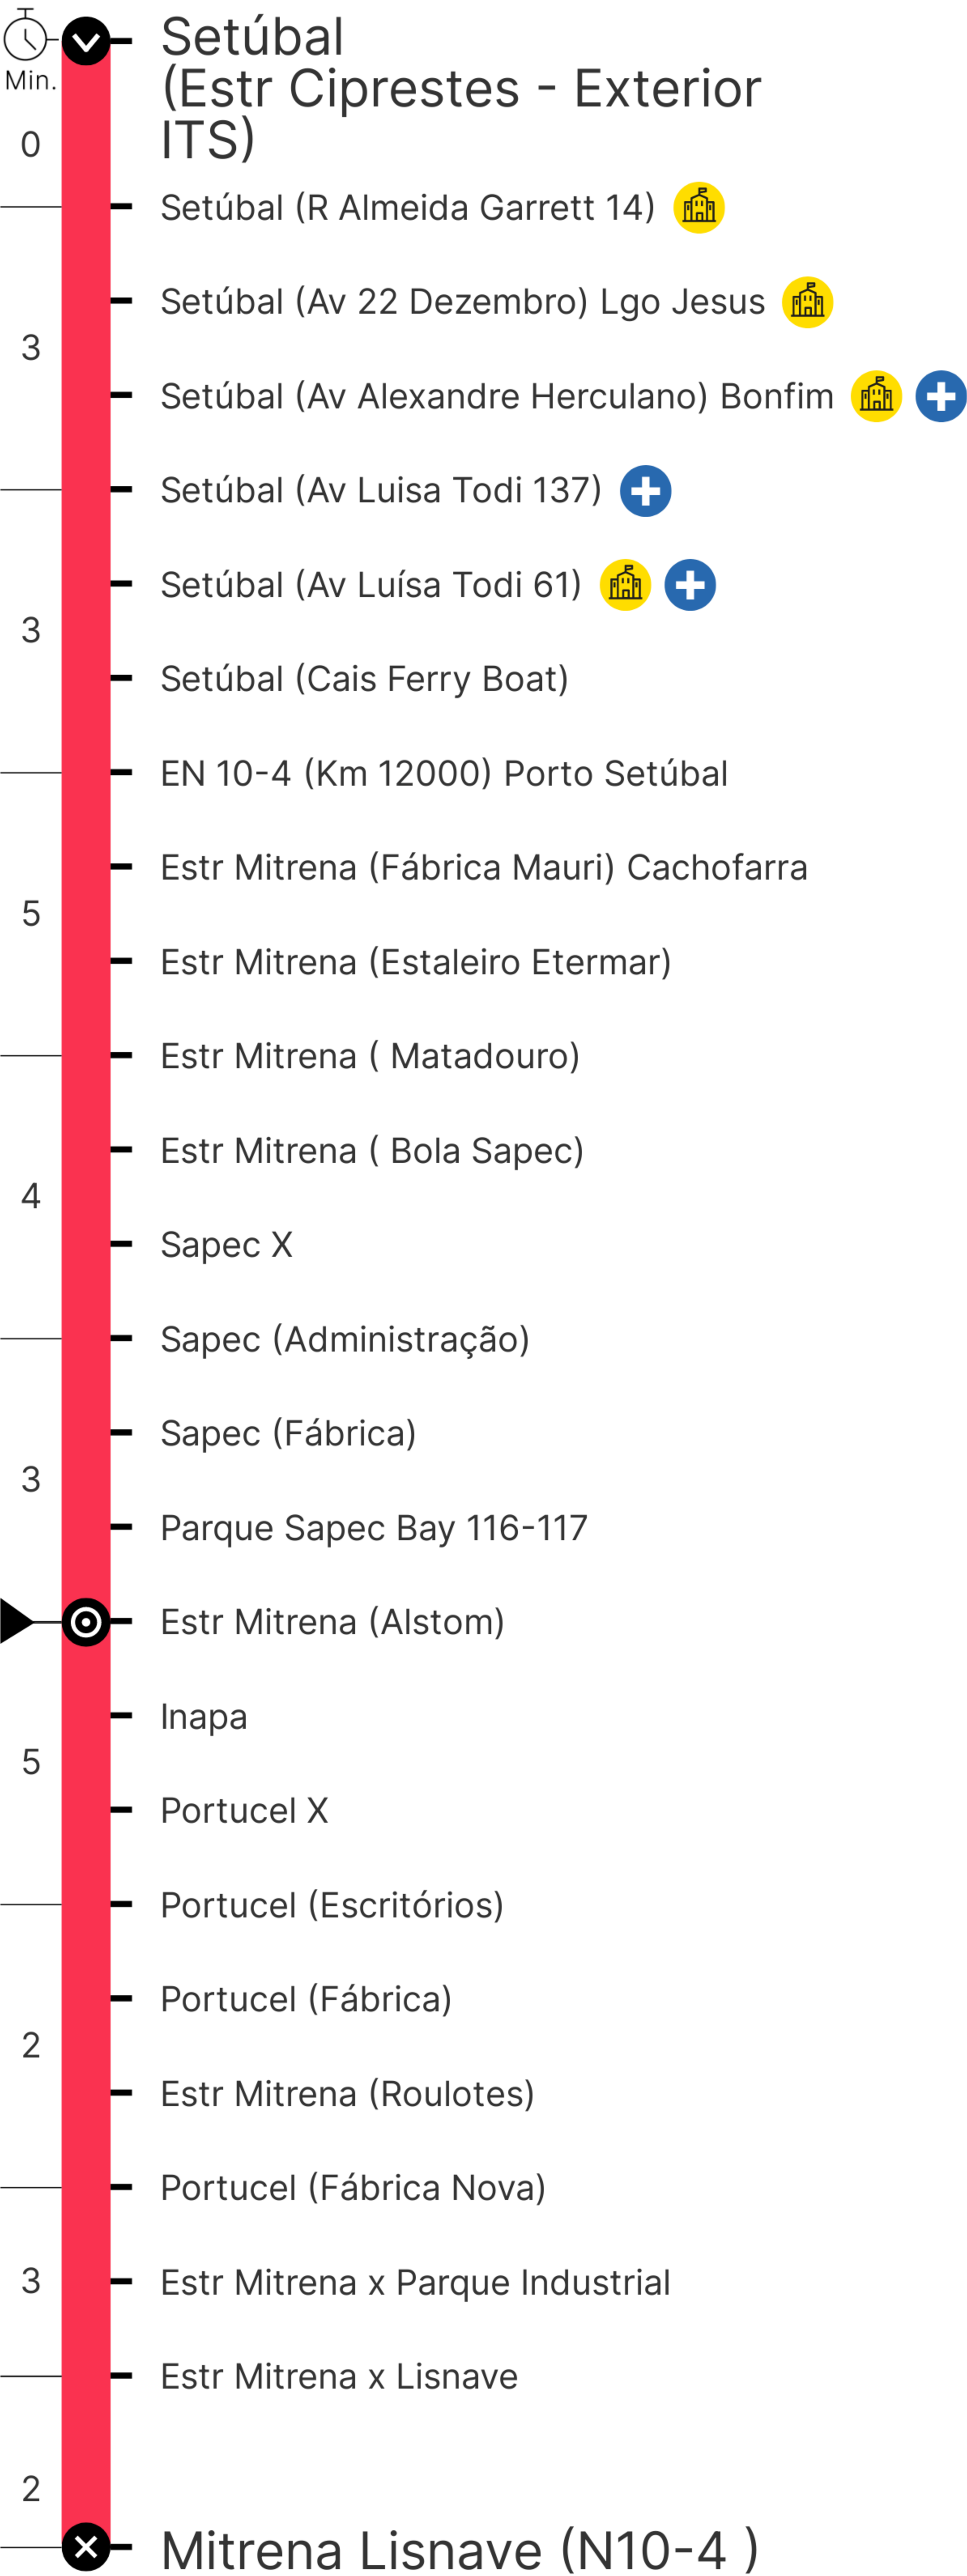 Setúbal
(Estr Ciprestes - Exterior
ITS)
Min.
0
Setúbal (R Almeida Garrett 14)
Setúbal (Av 22 Dezembro) Lgo Jesus
3
Setúbal (Av Alexandre Herculano) Bonfim
Setúbal (Av Luisa Todi 137)
Setúbal (Av Luísa Todi 61)
3
Setúbal (Cais Ferry Boat)
EN 10-4 (Km 12000) Porto Setúbal
Estr Mitrena (Fábrica Mauri) Cachofarra
5
Estr Mitrena (Estaleiro Etermar)
Estr Mitrena ( Matadouro)
Estr Mitrena ( Bola Sapec)
4
Sapec X
Sapec (Administração)
Sapec (Fábrica)
3
Parque Sapec Bay 116-117
Estr Mitrena (Alstom)
Inapa
5
Portucel X
Portucel (Escritórios)
Portucel (Fábrica)
2
Estr Mitrena (Roulotes)
Portucel (Fábrica Nova)
3
Estr Mitrena x Parque Industrial
Estr Mitrena x Lisnave
2
Mitrena Lisnave (N10-4 )